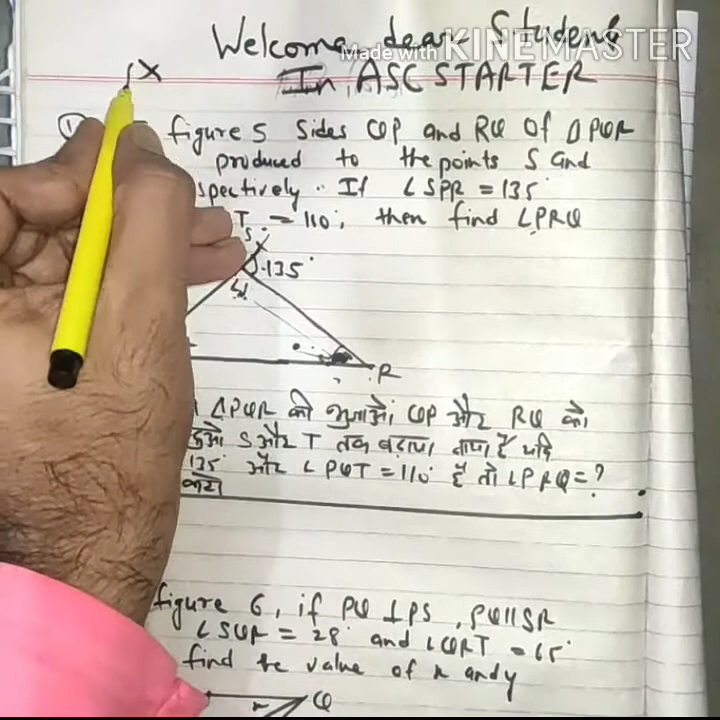 Welcome dear Student
Made with KINEMASTER
In ASC STARTER
X
figure 5 sides QP and RQ of ΔPQR
produced to the points S and
spectively. If ∠SPR = 135°
T = 110°, then find ∠PRQ
S
135°
R
ΔPQR की भुजाओं QP और RQ को
S और T तक बढ़ाया जाता है यदि
135° और ∠PQT = 110° है तो ∠PRQ = ?
figure 6, if PQ ⊥ PS, PQ || SR
∠SQR = 28° and ∠QRT = 65°
find the value of x and y
x
Q